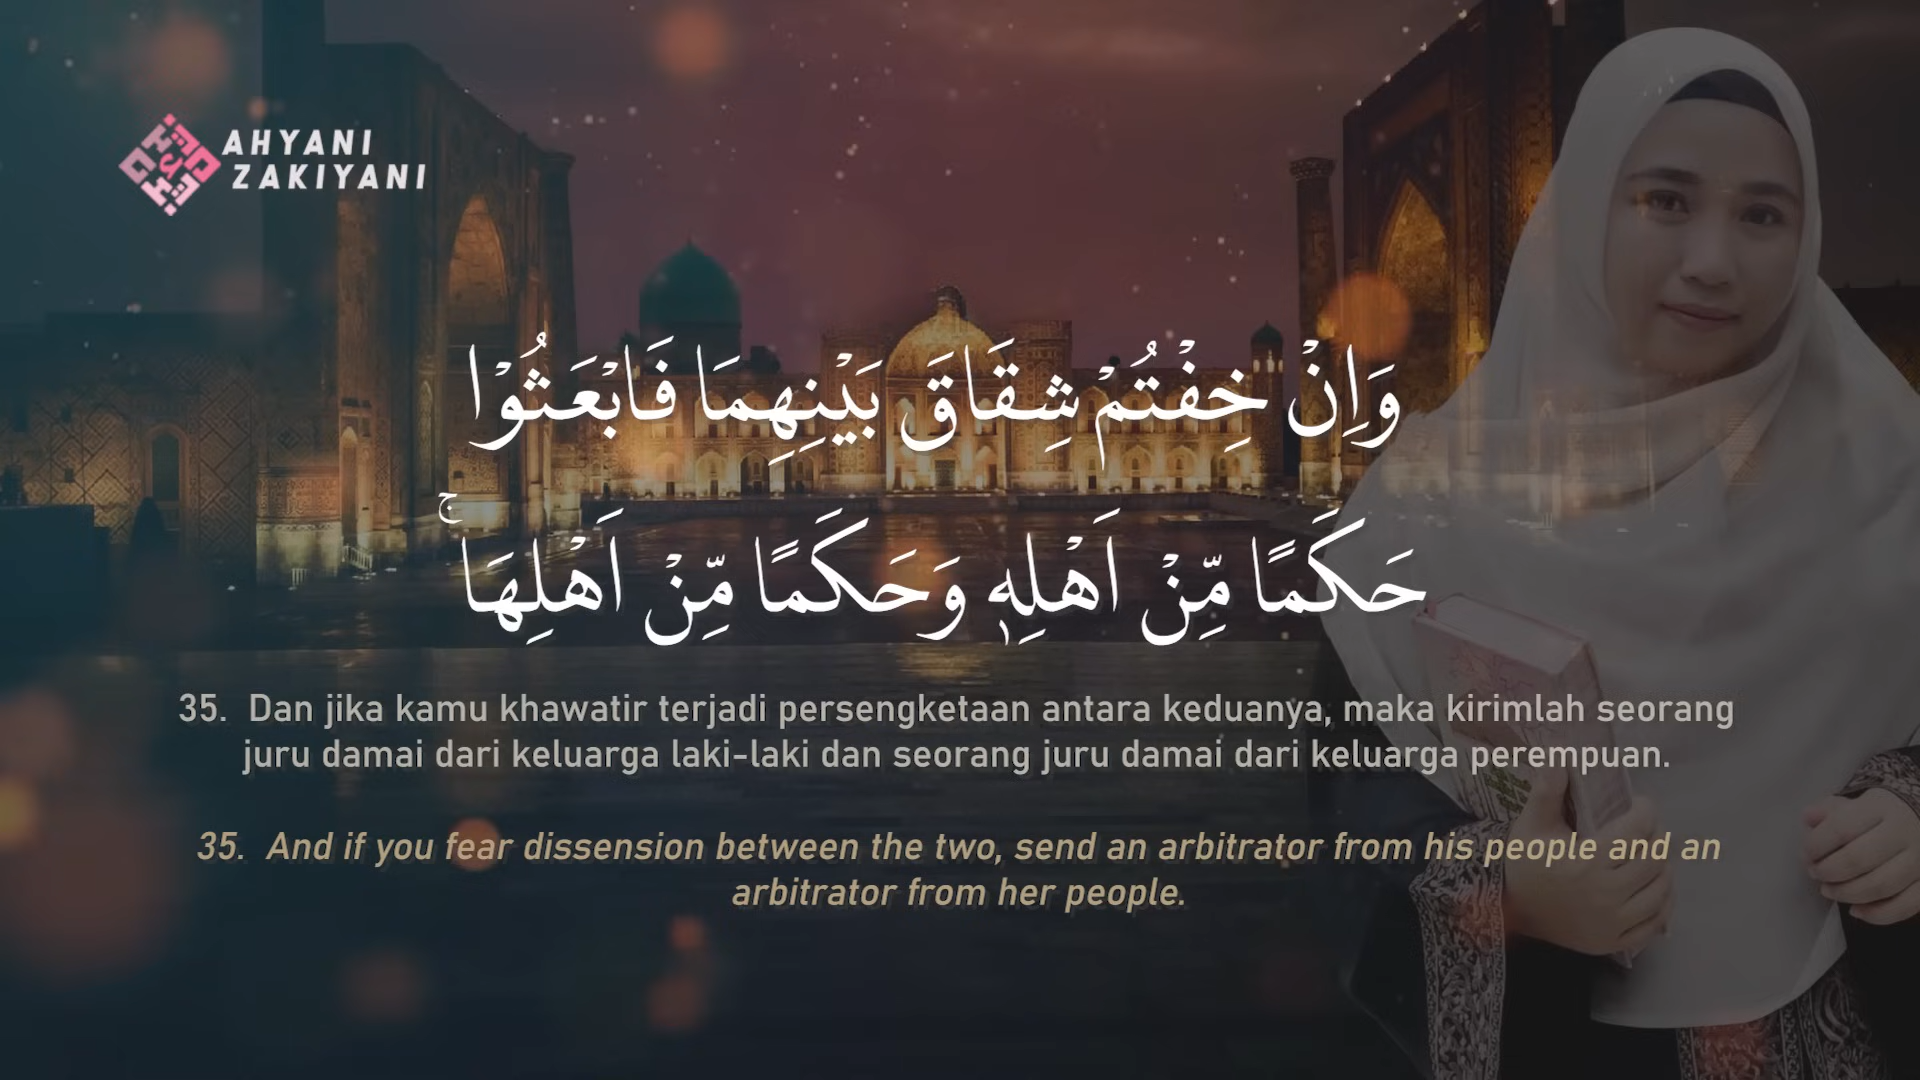 AHYANI
ZAKIYANI
وَاِنْ خِفْتُمْ شِقَاقَ بَيْنِهِمَا فَابْعَثُوْا
حَكَمًا مِّنْ اَهْلِهٖ وَحَكَمًا مِّنْ اَهْلِهَاۚ
35. Dan jika kamu khawatir terjadi persengketaan antara keduanya, maka kirimlah seorang
juru damai dari keluarga laki-laki dan seorang juru damai dari keluarga perempuan.
35. And if you fear dissension between the two, send an arbitrator from his people and an
arbitrator from her people.